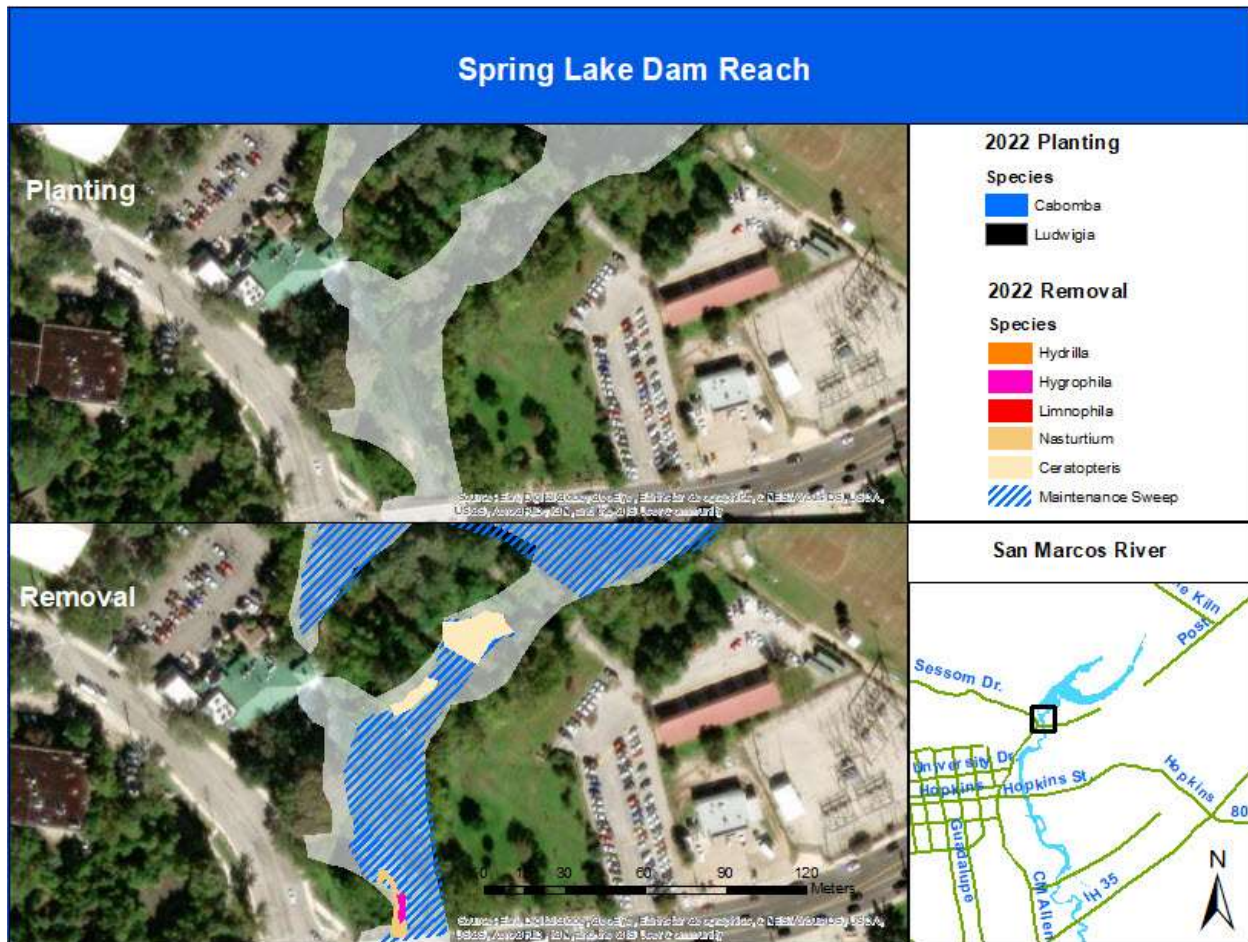 Spring Lake Dam Reach
Planting
2022 Planting
Species
Cabomba
Ludwigia
2022 Removal
Species
Hydrilla
Hygrophila
Limnophila
Nasturtium
Ceratopteris
Maintenance Sweep
Removal
0 30 60 90 120
Meters
San Marcos River
Kiln
Post
Sessom Dr.
University Dr.
Hopkins
Hopkins St
Hopkins
80
Guadalupe
CM Allen
IH 35
N